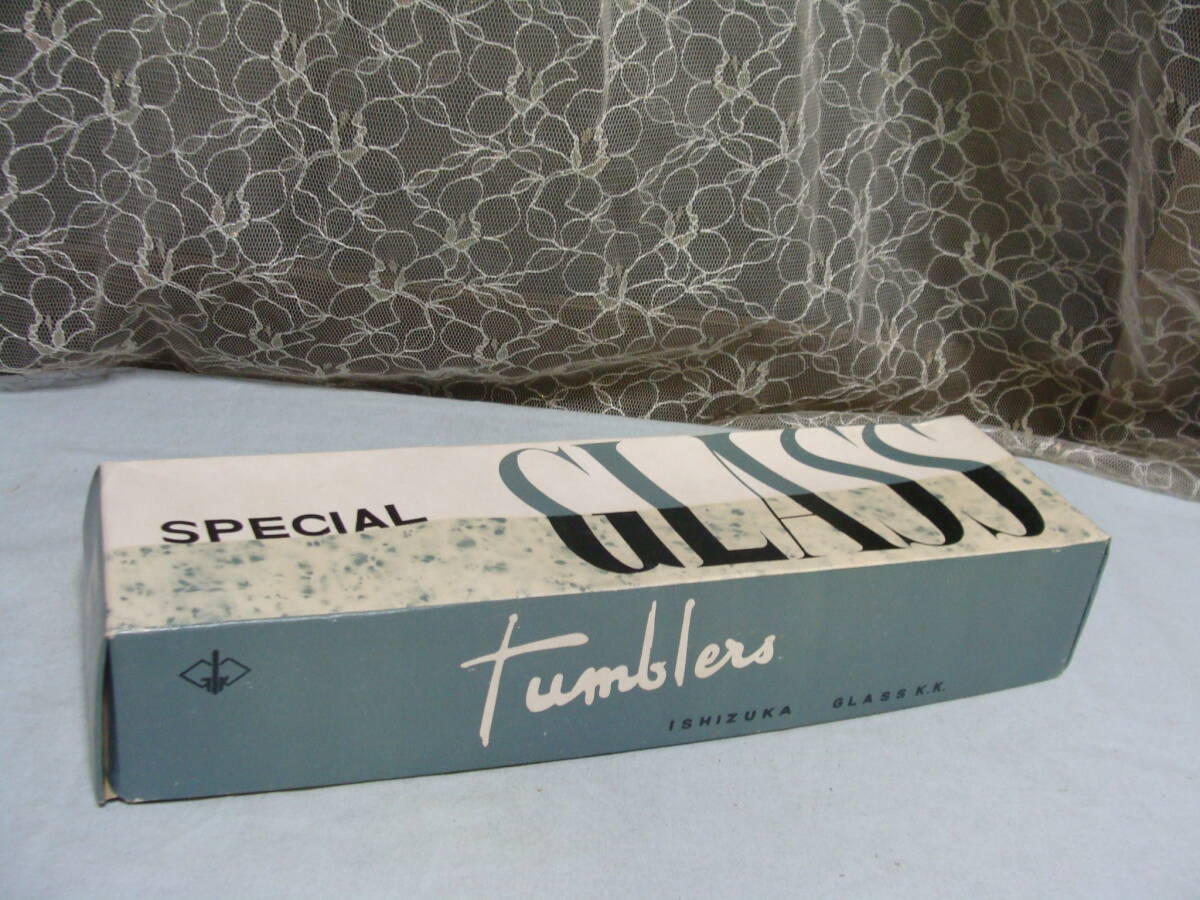 SPECIAL
GLASS
Tumblers
ISHIZUKA GLASS K.K.